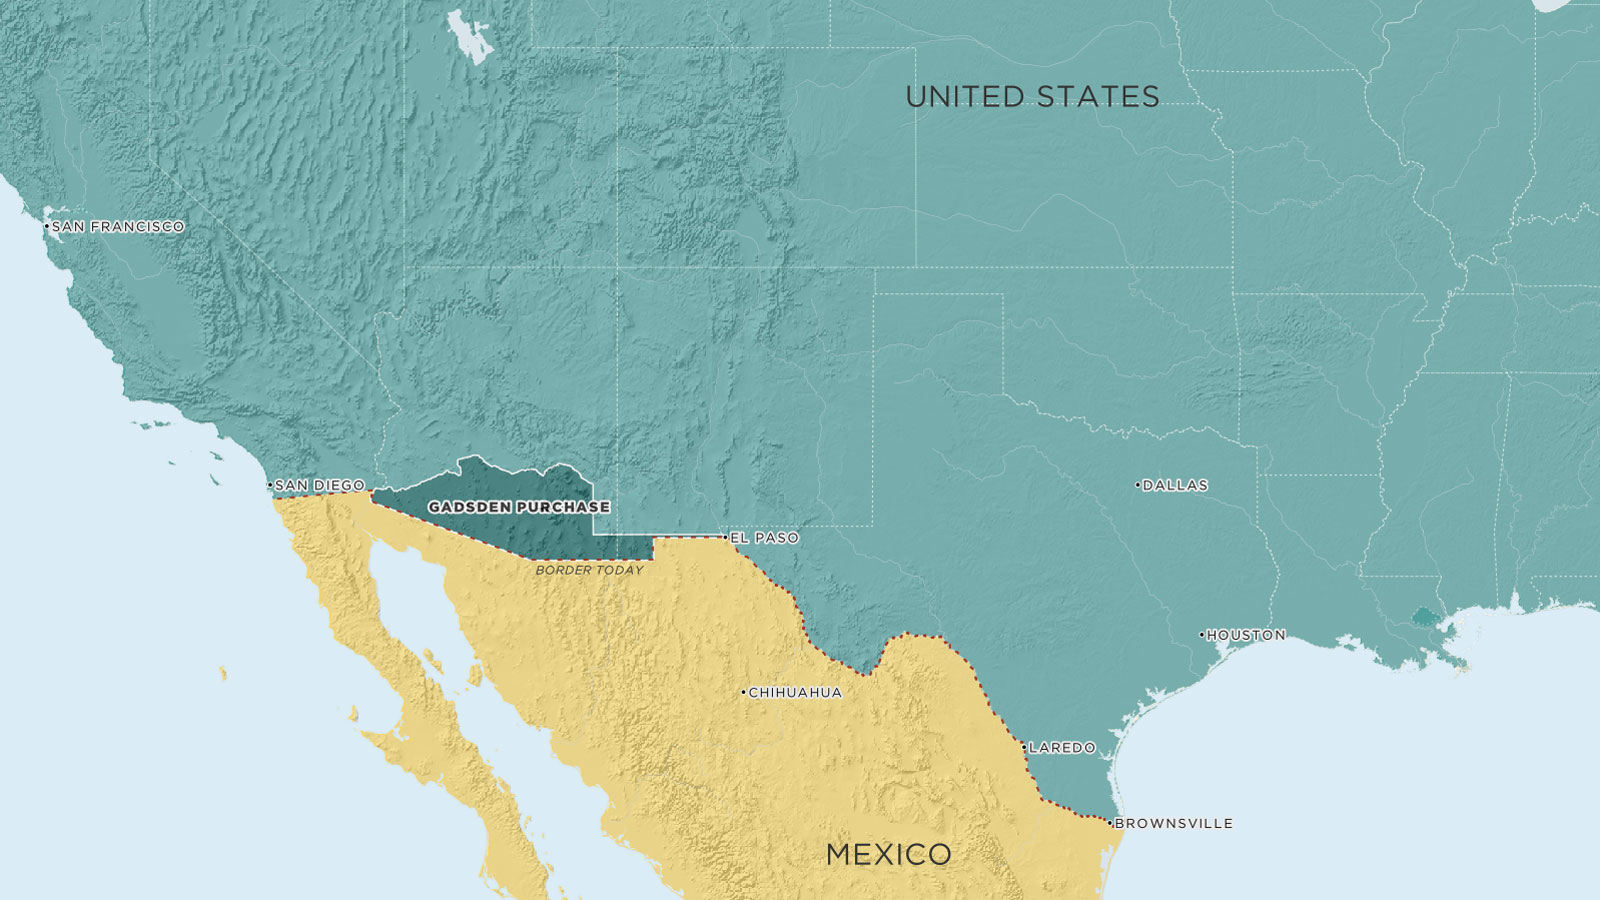 UNITED STATES
SAN FRANCISCO
SAN DIEGO
DALLAS
GADSDEN PURCHASE
EL PASO
BORDER TODAY
HOUSTON
CHIHUAHUA
LAREDO
BROWNSVILLE
MEXICO